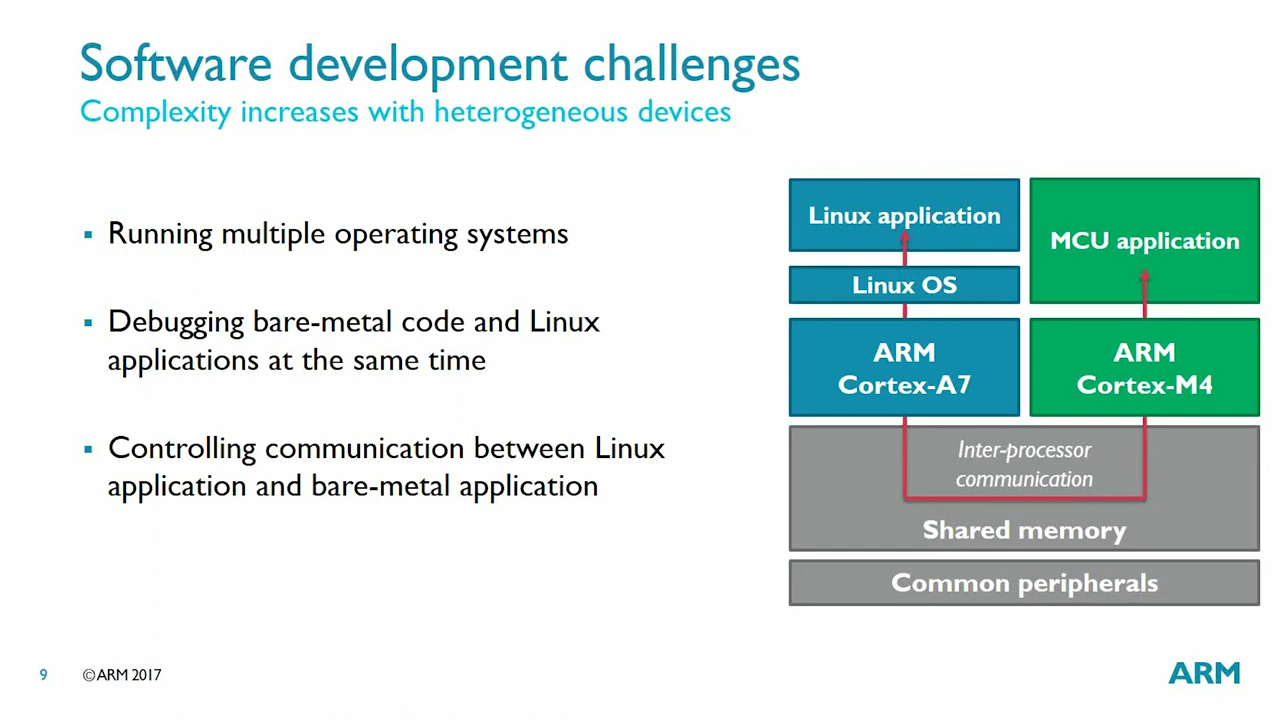 Software development challenges
Complexity increases with heterogeneous devices
▪ Running multiple operating systems
▪ Debugging bare-metal code and Linux
applications at the same time
▪ Controlling communication between Linux
application and bare-metal application
Linux application
Linux OS
ARM
Cortex-A7
MCU application
ARM
Cortex-M4
Inter-processor
communication
Shared memory
Common peripherals
9 ©ARM 2017
ARM